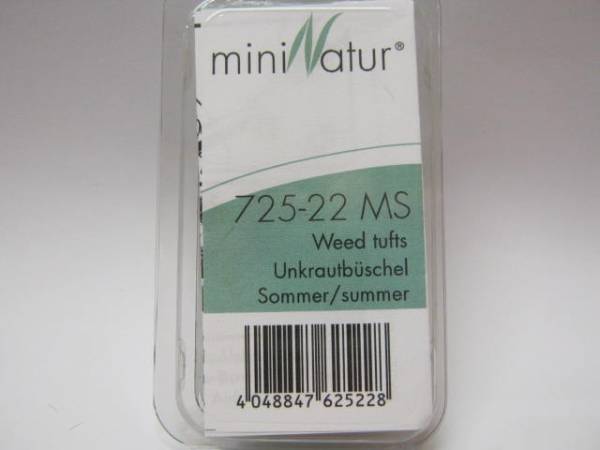 miniNatur®
725-22 MS
Weed tufts
Unkrautbüschel
Sommer/summer
4 048847 625228